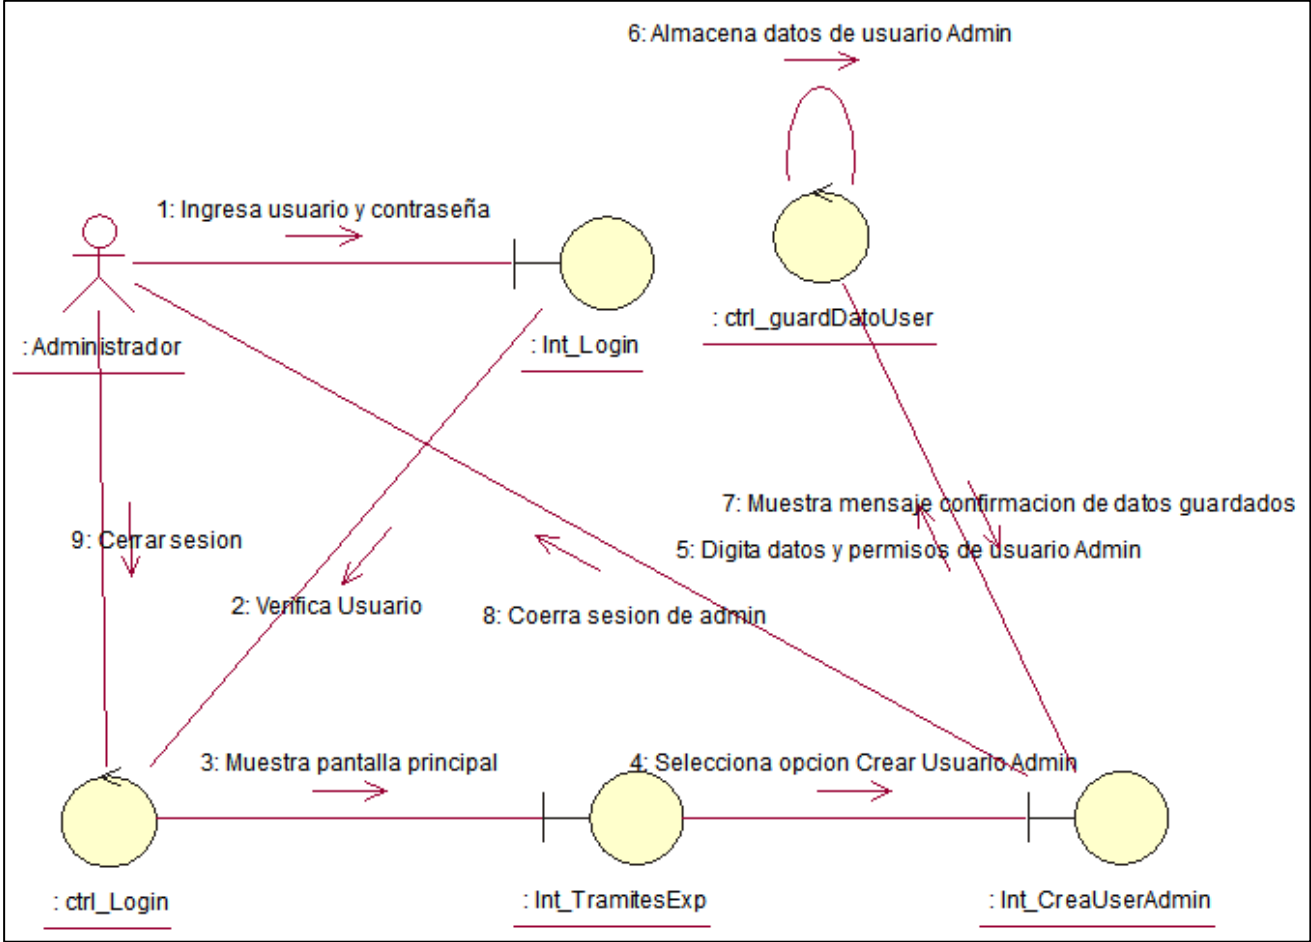 6: Almacena datos de usuario Admin
1: Ingresa usuario y contraseña
: Administrador
: Int_Login
: ctrl_guardDatoUser
7: Muestra mensaje confirmacion de datos guardados
9: Cerrar sesion
5: Digita datos y permisos de usuario Admin
2: Verifica Usuario
8: Coerra sesion de admin
3: Muestra pantalla principal
4: Selecciona opcion Crear Usuario Admin
: ctrl_Login
: Int_TramitesExp
: Int_CreaUserAdmin